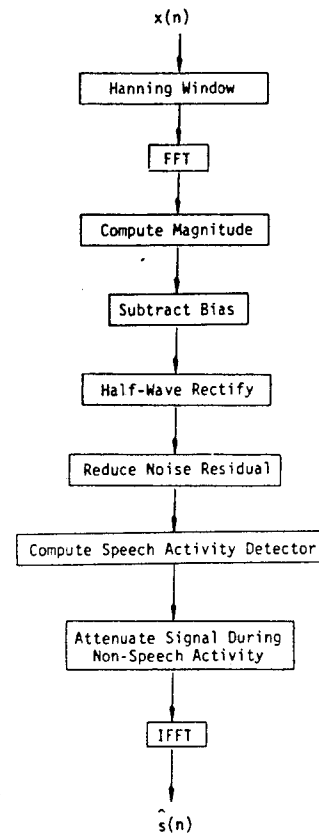 x(n)
Hanning Window
FFT
Compute Magnitude
Subtract Bias
Half-Wave Rectify
Reduce Noise Residual
Compute Speech Activity Detector
Attenuate Signal During
Non-Speech Activity
IFFT
ŝ(n)